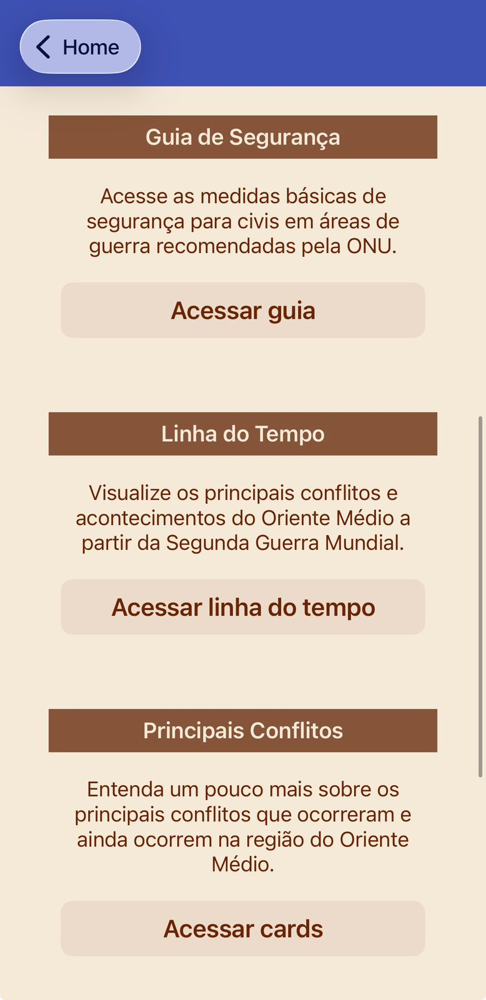 Home
Guia de Segurança
Acesse as medidas básicas de
segurança para civis em áreas de
guerra recomendadas pela ONU.
Acessar guia
Linha do Tempo
Visualize os principais conflitos e
acontecimentos do Oriente Médio a
partir da Segunda Guerra Mundial.
Acessar linha do tempo
Principais Conflitos
Entenda um pouco mais sobre os
principais conflitos que ocorreram e
ainda ocorrem na região do Oriente
Médio.
Acessar cards